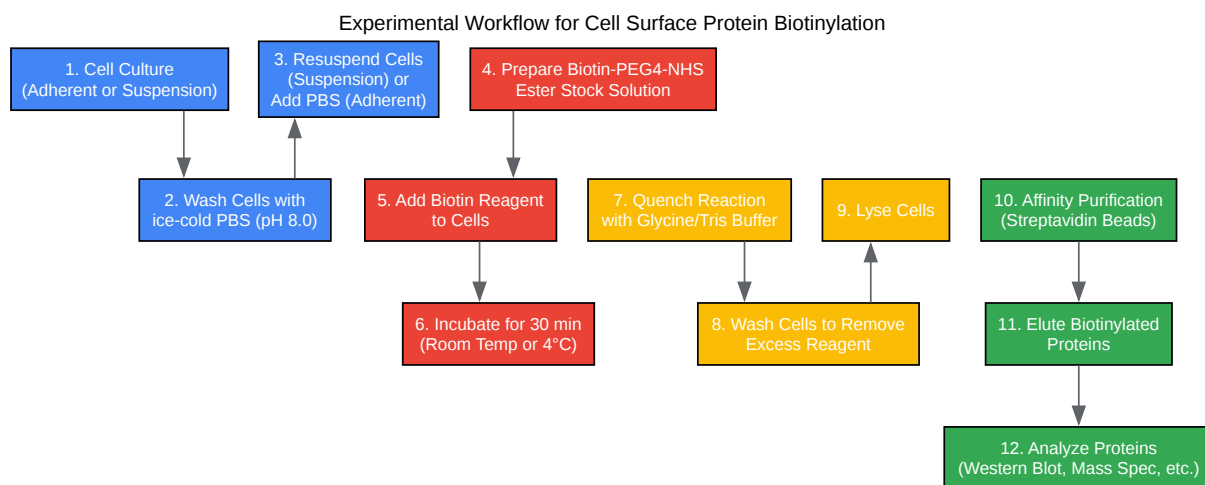 Experimental Workflow for Cell Surface Protein Biotinylation
1. Cell Culture
(Adherent or Suspension)
2. Wash Cells with
ice-cold PBS (pH 8.0)
3. Resuspend Cells
(Suspension) or
Add PBS (Adherent)
4. Prepare Biotin-PEG4-NHS
Ester Stock Solution
5. Add Biotin Reagent
to Cells
6. Incubate for 30 min
(Room Temp or 4°C)
7. Quench Reaction
with Glycine/Tris Buffer
8. Wash Cells to Remove
Excess Reagent
9. Lyse Cells
10. Affinity Purification
(Streptavidin Beads)
11. Elute Biotinylated
Proteins
12. Analyze Proteins
(Western Blot, Mass Spec, etc.)